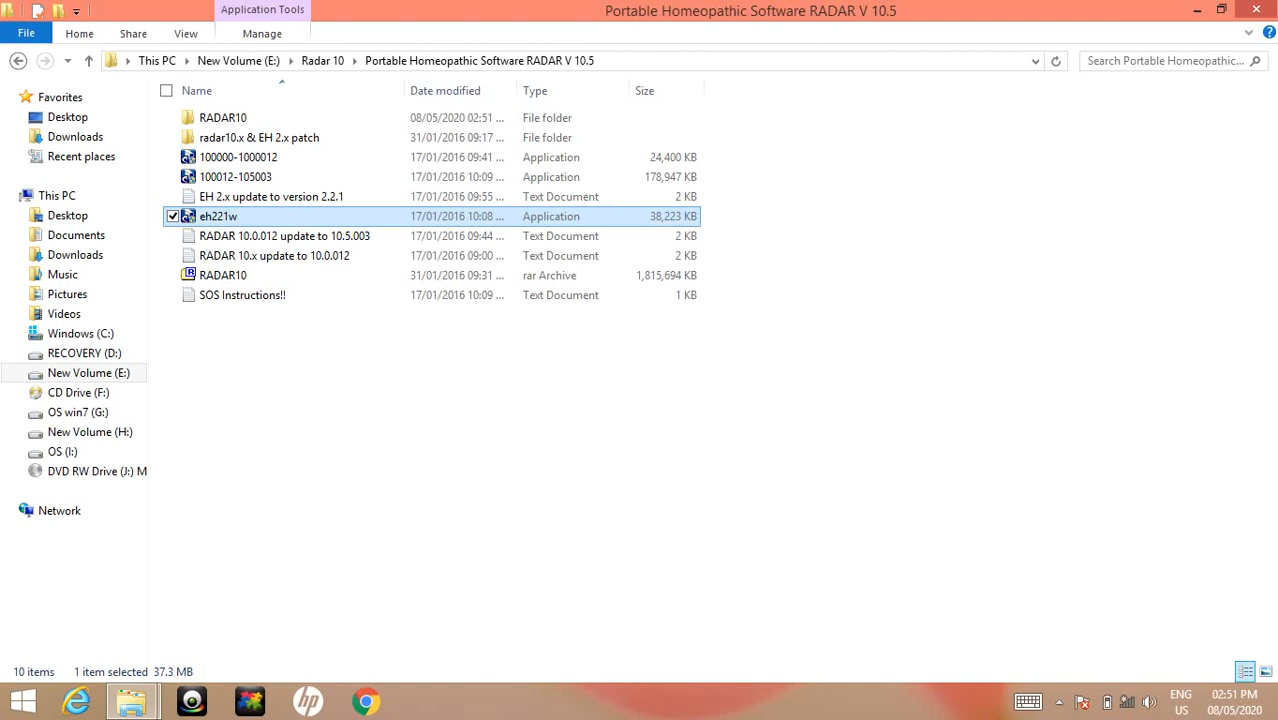 Application Tools
Portable Homeopathic Software RADAR V 10.5
File Home Share View Manage
This PC New Volume (E:) Radar 10 Portable Homeopathic Software RADAR V 10.5
Search Portable Homeopathic...
Name Date modified Type Size
Favorites
Desktop
Downloads
Recent places
This PC
Desktop
Documents
Downloads
Music
Pictures
Videos
Windows (C:)
RECOVERY (D:)
New Volume (E:)
CD Drive (F:)
OS win7 (G:)
New Volume (H:)
OS (I:)
DVD RW Drive (J:) M
Network
RADAR10 08/05/2020 02:51 ... File folder
radar10.x & EH 2.x patch 31/01/2016 09:17 ... File folder
100000-1000012 17/01/2016 09:41 ... Application 24,400 KB
100012-105003 17/01/2016 10:09 ... Application 178,947 KB
EH 2.x update to version 2.2.1 17/01/2016 09:55 ... Text Document 2 KB
eh221w 17/01/2016 10:08 ... Application 38,223 KB
RADAR 10.0.012 update to 10.5.003 17/01/2016 09:44 ... Text Document 2 KB
RADAR 10.x update to 10.0.012 17/01/2016 09:00 ... Text Document 2 KB
RADAR10 31/01/2016 09:31 ... rar Archive 1,815,694 KB
SOS Instructions!! 17/01/2016 10:09 ... Text Document 1 KB
10 items 1 item selected 37.3 MB
hp
ENG 02:51 PM
US 08/05/2020